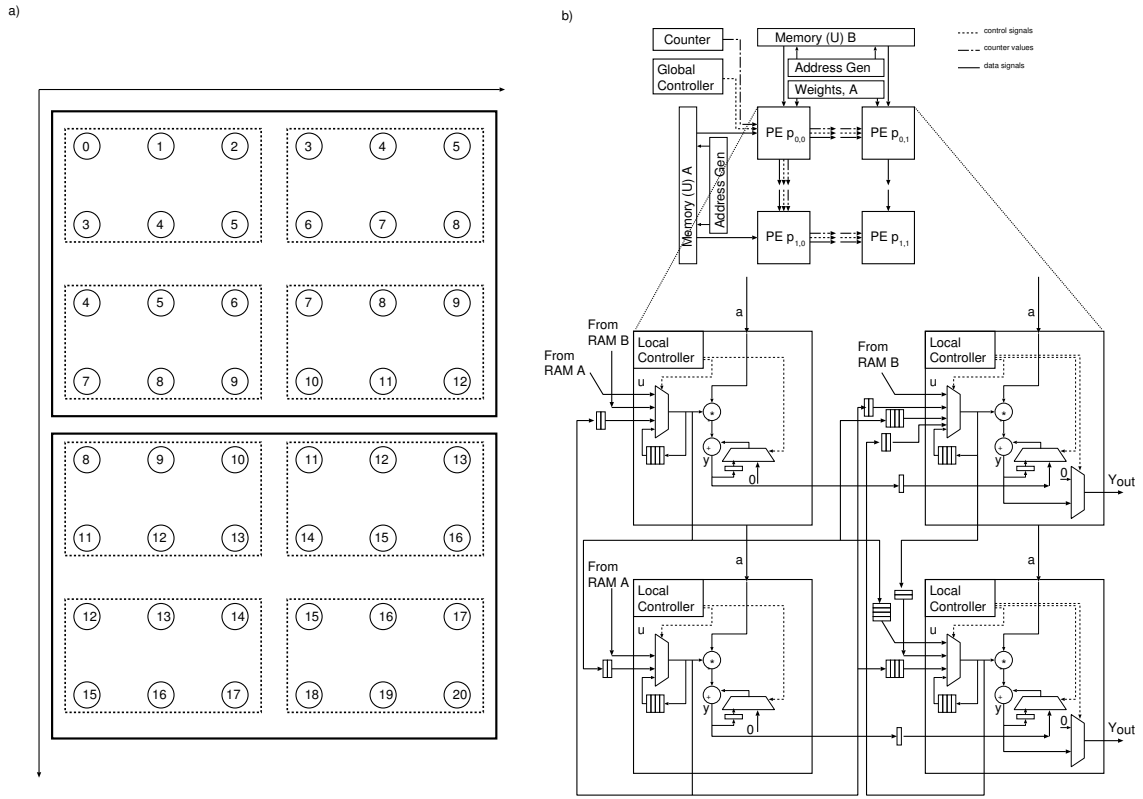 a)
0 1 2 3 4 5
3 4 5 6 7 8
4 5 6 7 8 9
7 8 9 10 11 12
8 9 10 11 12 13
11 12 13 14 15 16
12 13 14 15 16 17
15 16 17 18 19 20
b)
Counter
Global
Controller
Memory (U) B
Address Gen
Weights, A
control signals
counter values
data signals
Memory (U) A
Address Gen
PE p0,0
PE p0,1
PE p1,0
PE p1,1
a
a
From
RAM B
From
RAM A
Local
Controller
u
*
+
y
0
From
RAM B
Local
Controller
u
*
+
y
0
Yout
a
a
From
RAM A
Local
Controller
u
*
+
y
0
Local
Controller
u
*
+
y
0
Yout